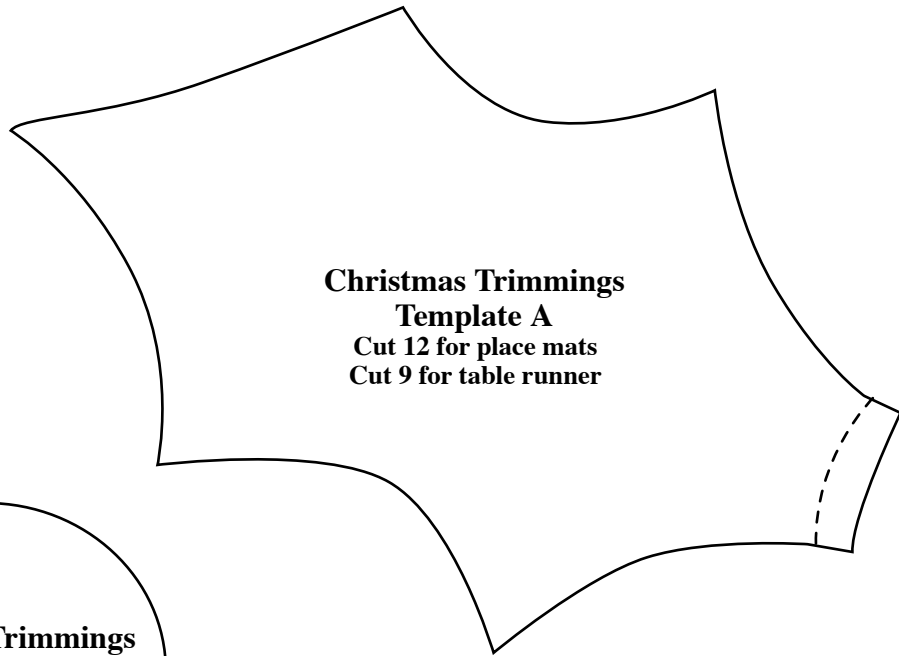 Christmas Trimmings
Template A
Cut 12 for place mats
Cut 9 for table runner
Trimmings